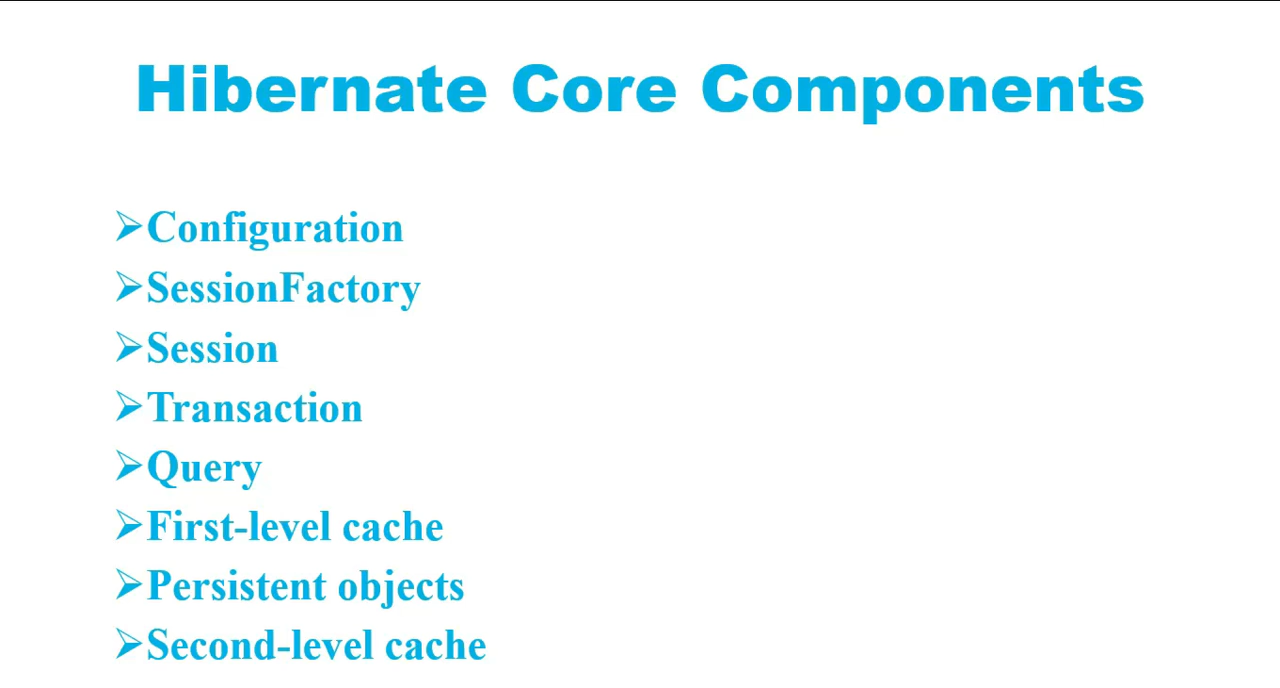 Hibernate Core Components
➢Configuration
➢SessionFactory
➢Session
➢Transaction
➢Query
➢First-level cache
➢Persistent objects
➢Second-level cache